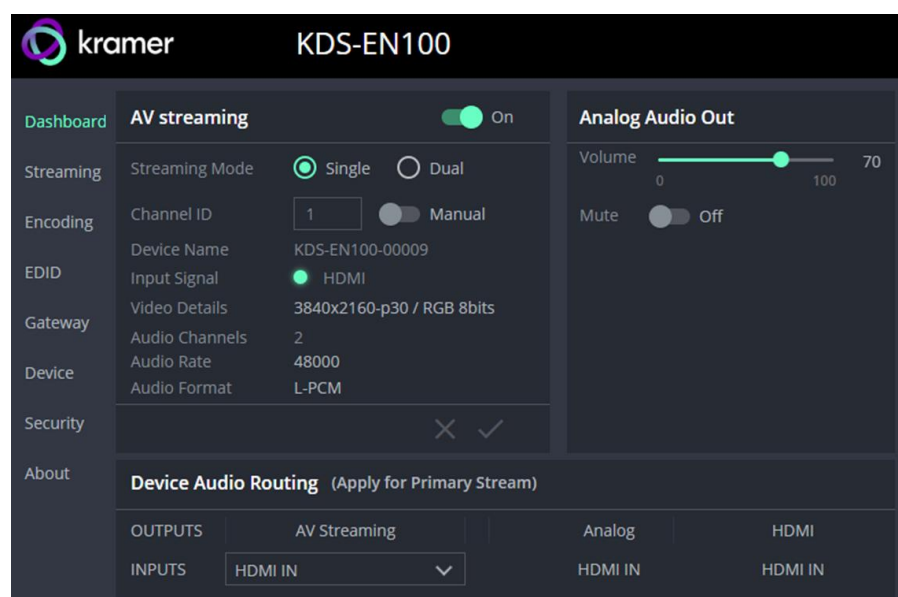 kramer KDS-EN100
Dashboard
Streaming
Encoding
EDID
Gateway
Device
Security
About
AV streaming On
Streaming Mode Single Dual
Channel ID 1 Manual
Device Name KDS-EN100-00009
Input Signal HDMI
Video Details 3840x2160-p30 / RGB 8bits
Audio Channels 2
Audio Rate 48000
Audio Format L-PCM
Analog Audio Out
Volume 70
0 100
Mute Off
Device Audio Routing (Apply for Primary Stream)
OUTPUTS AV Streaming Analog HDMI
INPUTS HDMI IN HDMI IN HDMI IN